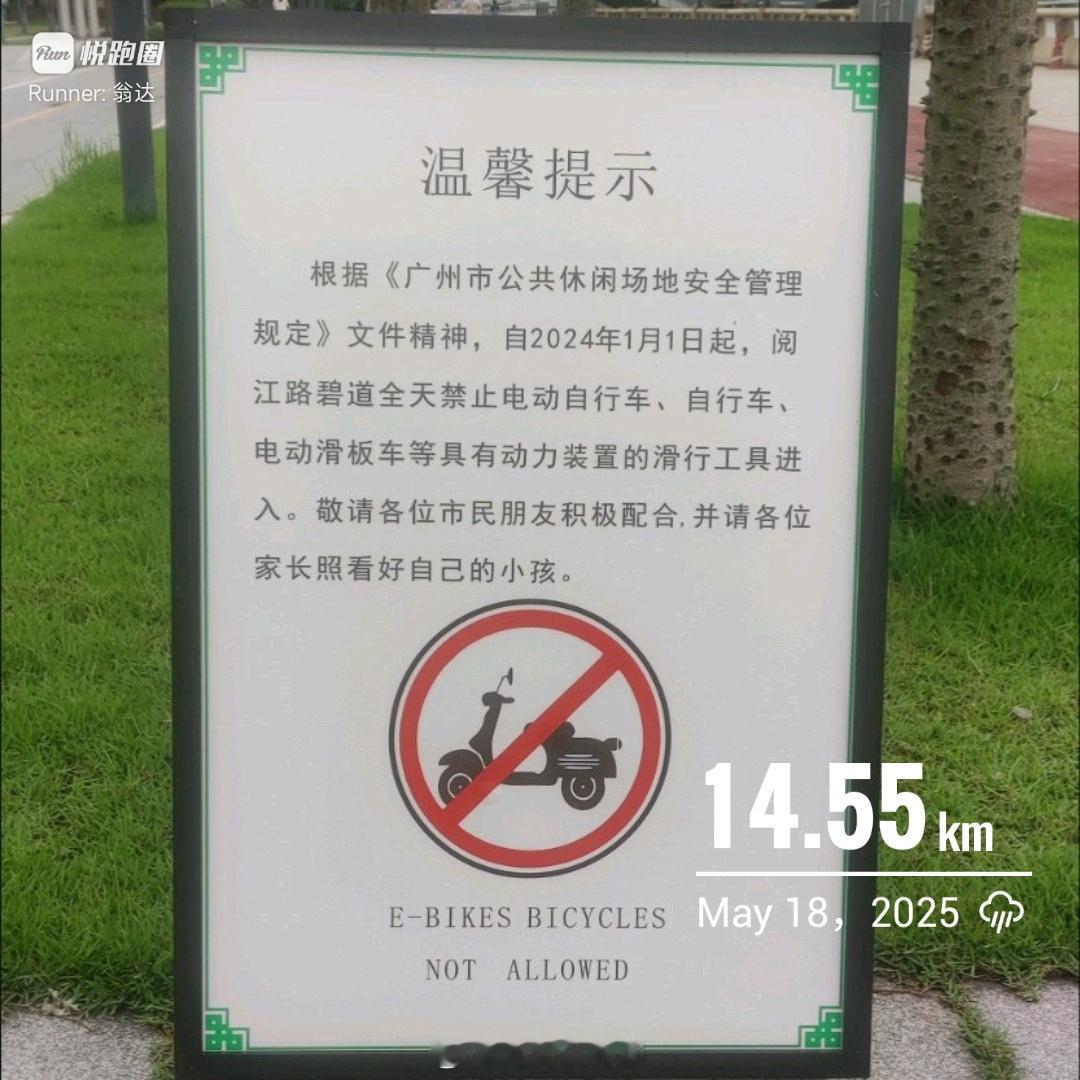 Run 悦跑圈
Runner: 翁达
温馨提示
根据《广州市公共休闲场地安全管理
规定》文件精神，自2024年1月1日起，阅
江路碧道全天禁止电动自行车、自行车、
电动滑板车等具有动力装置的滑行工具进
入。敬请各位市民朋友积极配合,并请各位
家长照看好自己的小孩。
14.55 km
May 18，2025
E-BIKES BICYCLES
NOT ALLOWED